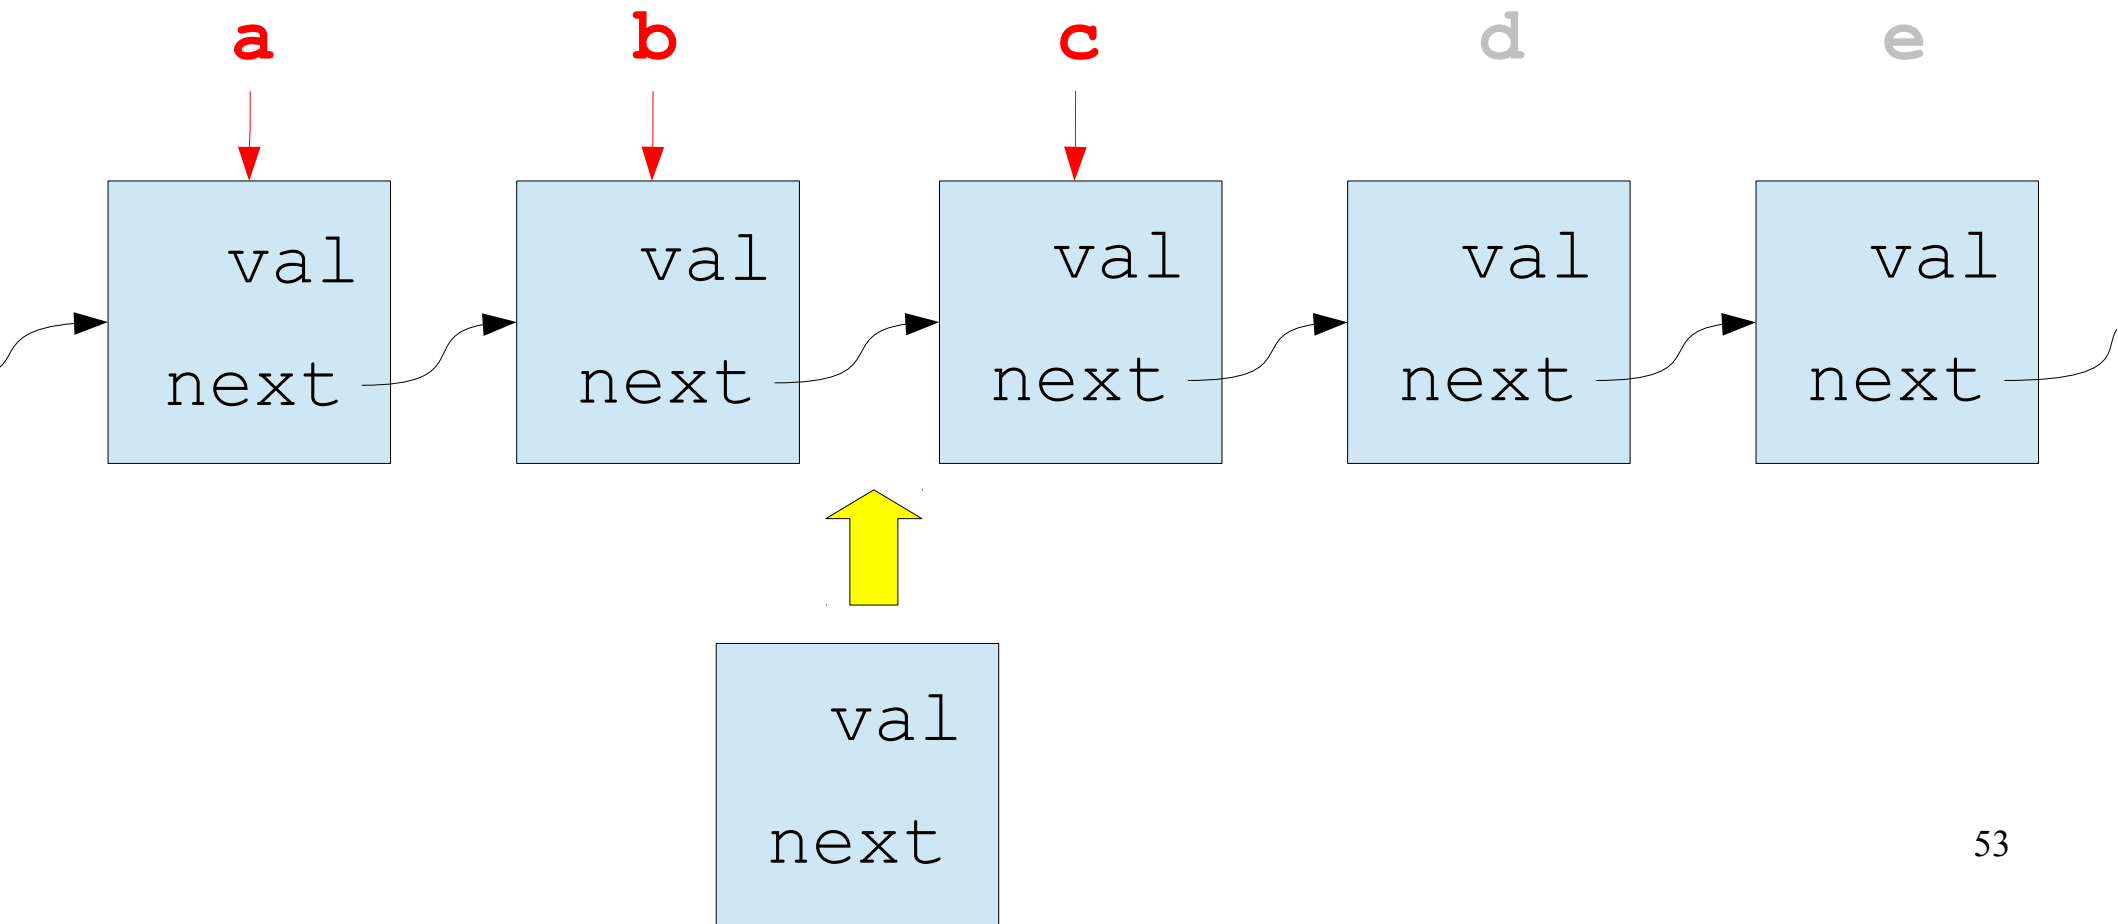 a b c d e
val val val val val
next next next next next
val
next
53